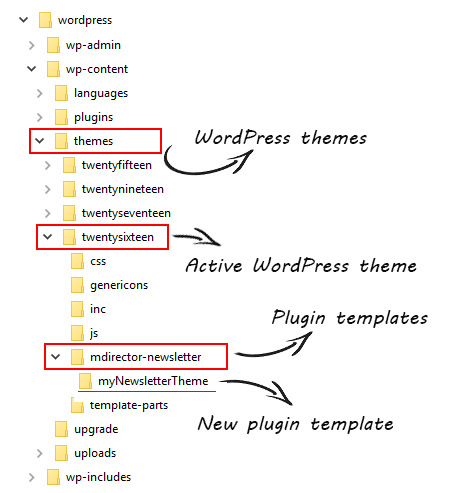 wordpress
wp-admin
wp-content
languages
plugins
themes
WordPress themes
twentyfifteen
twentynineteen
twentyseventeen
twentysixteen
Active WordPress theme
css
genericons
inc
Plugin templates
js
mdirector-newsletter
myNewsletterTheme
template-parts
New plugin template
upgrade
uploads
wp-includes